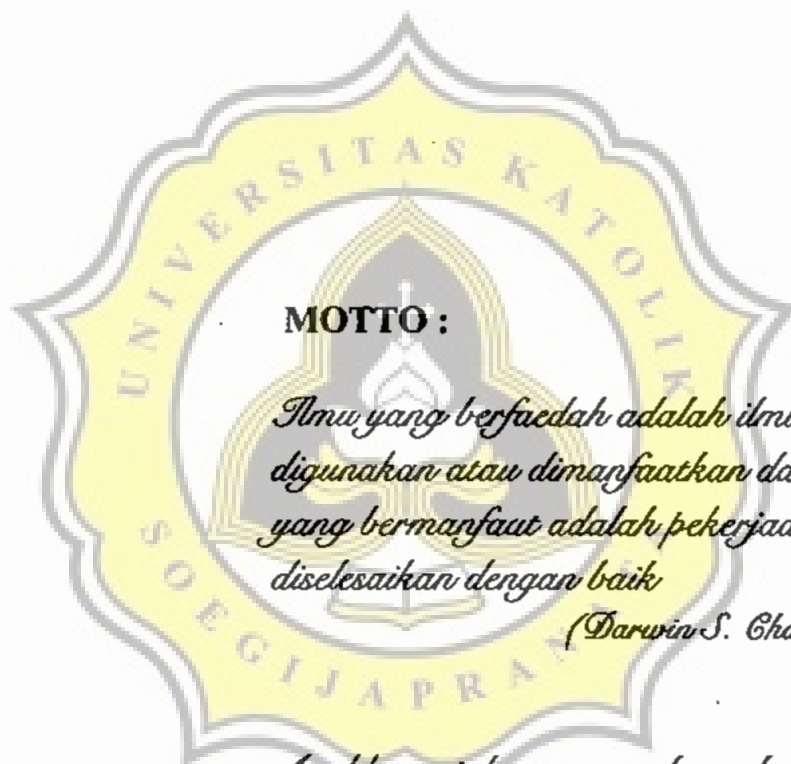 UNIVERSITAS KATOLIK
SOEGIJAPRANATA
MOTTO :
Ilmu yang berfaedah adalah ilmu
digunakan atau dimanfaatkan da
yang bermanfaat adalah pekerjaa
diselesaikan dengan baik
(Darwin S. Cha